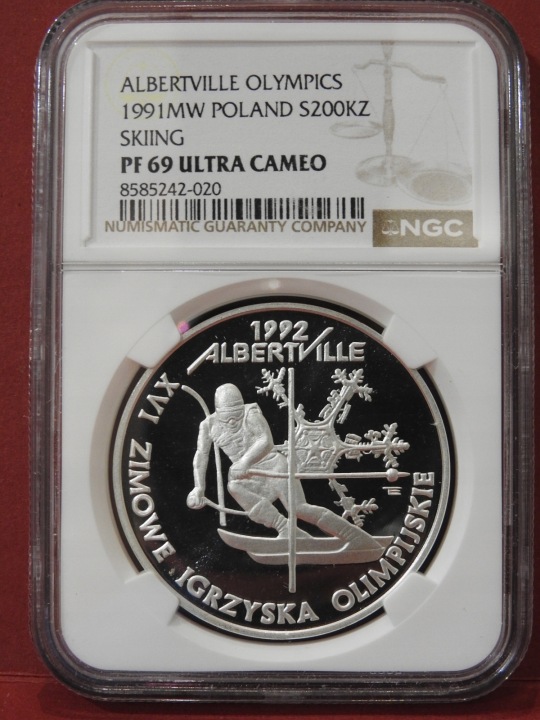 ALBERTVILLE OLYMPICS
1991MW POLAND S200KZ
SKIING
PF 69 ULTRA CAMEO
8585242-020
NUMISMATIC GUARANTY COMPANY
NGC
1992
ALBERTVILLE
XVI ZIMOWE IGRZYSKA OLIMPIJSKIE